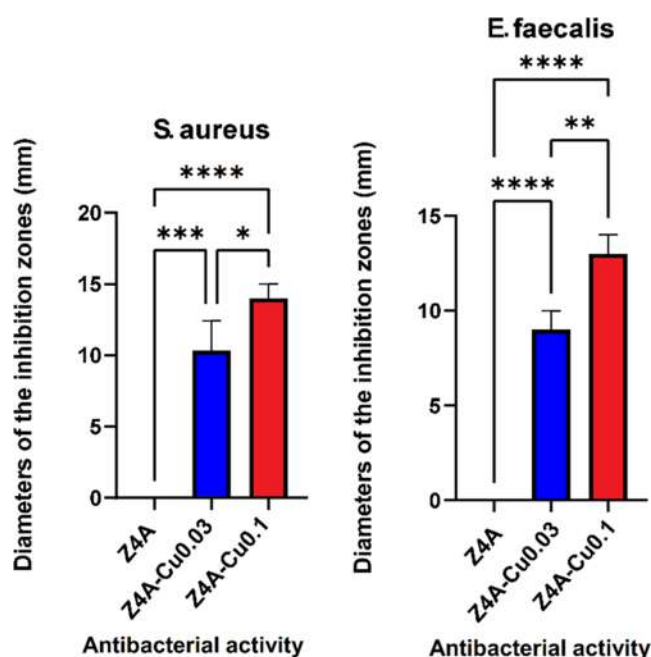 S. aureus
Diameters of the inhibition zones (mm)
****
***
*
20
15
10
5
0
Z4A
Z4A-Cu0.03
Z4A-Cu0.1
Antibacterial activity
E. faecalis
Diameters of the inhibition zones (mm)
****
**
****
15
10
5
0
Z4A
Z4A-Cu0.03
Z4A-Cu0.1
Antibacterial activity